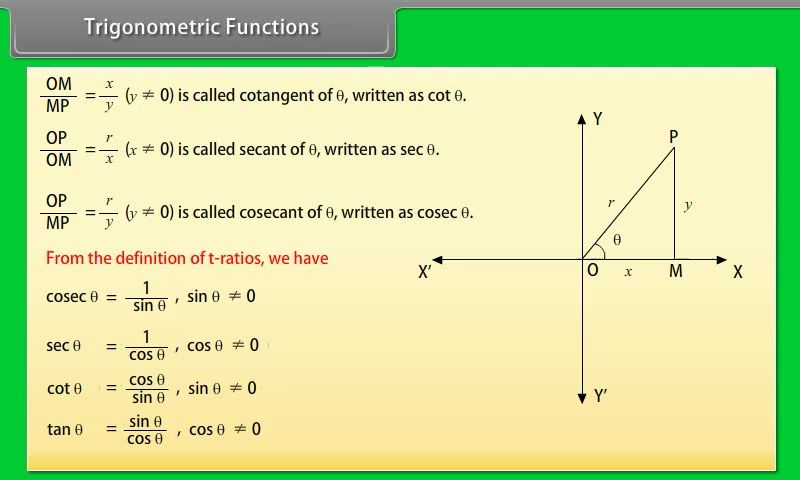 Trigonometric Functions
OM/MP = x/y (y ≠ 0) is called cotangent of θ, written as cot θ.
OP/OM = r/x (x ≠ 0) is called secant of θ, written as sec θ.
OP/MP = r/y (y ≠ 0) is called cosecant of θ, written as cosec θ.
From the definition of t-ratios, we have
cosec θ = 1/sin θ , sin θ ≠ 0
sec θ = 1/cos θ , cos θ ≠ 0
cot θ = cos θ/sin θ , sin θ ≠ 0
tan θ = sin θ/cos θ , cos θ ≠ 0
Y
P
r
y
θ
X′
O
x
M
X
Y′